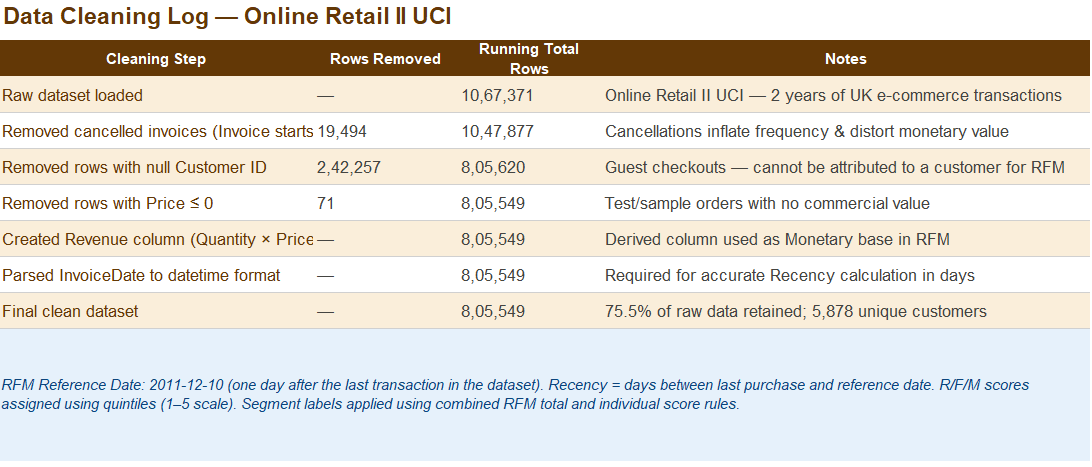 Data Cleaning Log — Online Retail II UCI
Cleaning Step Rows Removed Running Total Rows Notes
Raw dataset loaded — 10,67,371 Online Retail II UCI — 2 years of UK e-commerce transactions
Removed cancelled invoices (Invoice starts 19,494 10,47,877 Cancellations inflate frequency & distort monetary value
Removed rows with null Customer ID 2,42,257 8,05,620 Guest checkouts — cannot be attributed to a customer for RFM
Removed rows with Price ≤ 0 71 8,05,549 Test/sample orders with no commercial value
Created Revenue column (Quantity × Price — 8,05,549 Derived column used as Monetary base in RFM
Parsed InvoiceDate to datetime format — 8,05,549 Required for accurate Recency calculation in days
Final clean dataset — 8,05,549 75.5% of raw data retained; 5,878 unique customers
RFM Reference Date: 2011-12-10 (one day after the last transaction in the dataset). Recency = days between last purchase and reference date. R/F/M scores
assigned using quintiles (1–5 scale). Segment labels applied using combined RFM total and individual score rules.